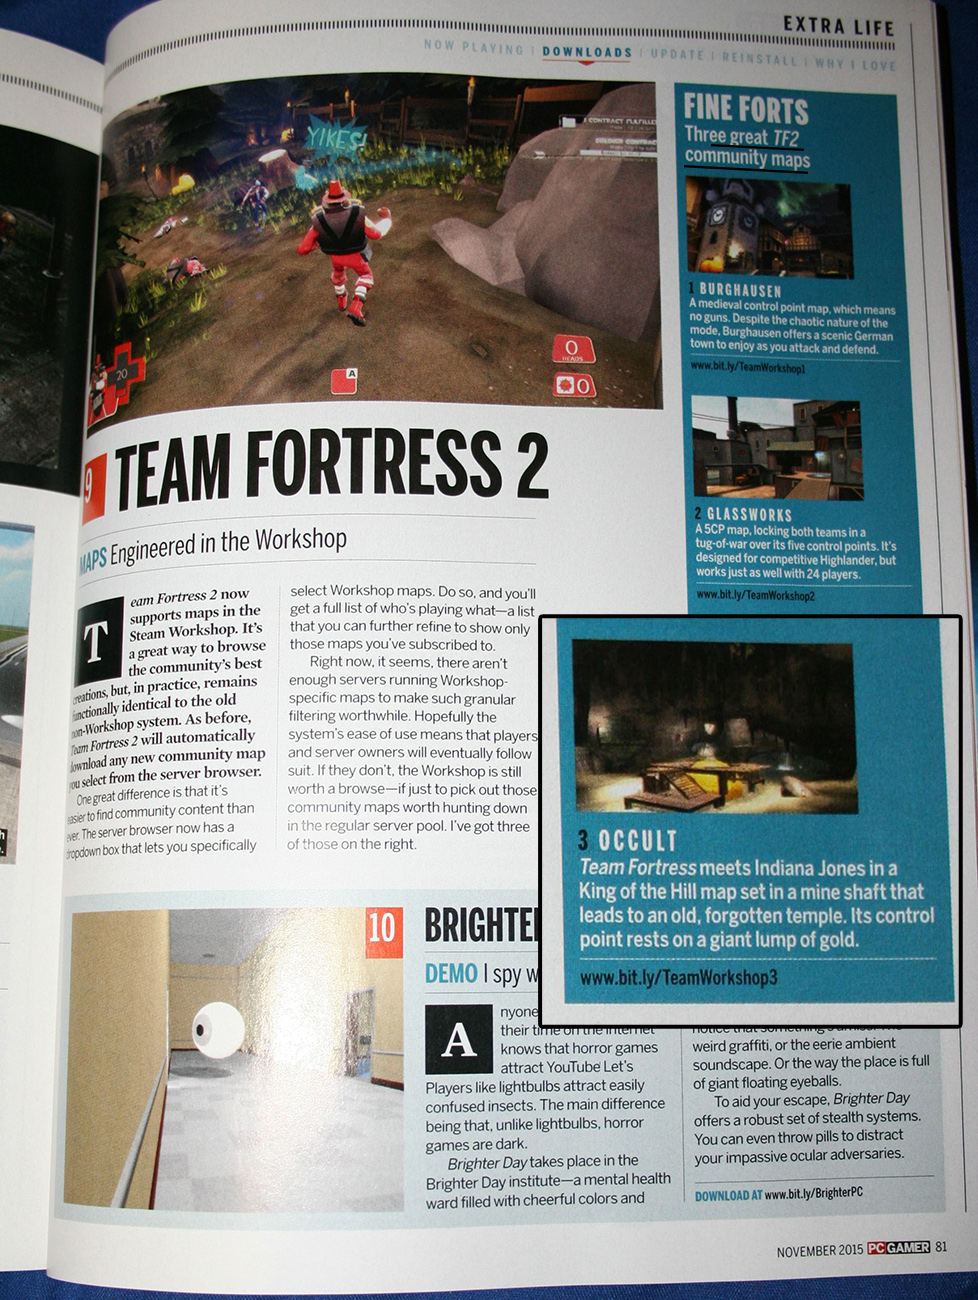 EXTRA LIFE
NOW PLAYING | DOWNLOADS | UPDATE | REINSTALL | WHY I LOVE
YIKES!
CONTRACT FULFILLED
20
A
0
HEADS
0
9 TEAM FORTRESS 2
MAPS Engineered in the Workshop
Team Fortress 2 now
supports maps in the
Steam Workshop. It's
a great way to browse
the community's best
creations, but, in practice, remains
functionally identical to the old
non-Workshop system. As before,
Team Fortress 2 will automatically
download any new community map
you select from the server browser.
One great difference is that it's
easier to find community content than
ever. The server browser now has a
dropdown box that lets you specifically
select Workshop maps. Do so, and you'll
get a full list of who's playing what—a list
that you can further refine to show only
those maps you've subscribed to.
Right now, it seems, there aren't
enough servers running Workshop-
specific maps to make such granular
filtering worthwhile. Hopefully the
system's ease of use means that players
and server owners will eventually follow
suit. If they don't, the Workshop is still
worth a browse—if just to pick out those
community maps worth hunting down
in the regular server pool. I've got three
of those on the right.
FINE FORTS
Three great TF2
community maps
1 BURGHAUSEN
A medieval control point map, which means
no guns. Despite the chaotic nature of the
mode, Burghausen offers a scenic German
town to enjoy as you attack and defend.
www.bit.ly/TeamWorkshop1
2 GLASSWORKS
A 5CP map, locking both teams in a
tug-of-war over its five control points. It's
designed for competitive Highlander, but
works just as well with 24 players.
www.bit.ly/TeamWorkshop2
3 OCCULT
Team Fortress meets Indiana Jones in a
King of the Hill map set in a mine shaft that
leads to an old, forgotten temple. Its control
point rests on a giant lump of gold.
www.bit.ly/TeamWorkshop3
10
BRIGHTE
DEMO I spy w
Anyone
their time on the internet
knows that horror games
attract YouTube Let's
Players like lightbulbs attract easily
confused insects. The main difference
being that, unlike lightbulbs, horror
games are dark.
Brighter Day takes place in the
Brighter Day institute—a mental health
ward filled with cheerful colors and
notice that something's amiss.
weird graffiti, or the eerie ambient
soundscape. Or the way the place is full
of giant floating eyeballs.
To aid your escape, Brighter Day
offers a robust set of stealth systems.
You can even throw pills to distract
your impassive ocular adversaries.
DOWNLOAD AT www.bit.ly/BrighterPC
NOVEMBER 2015 PC GAMER 81